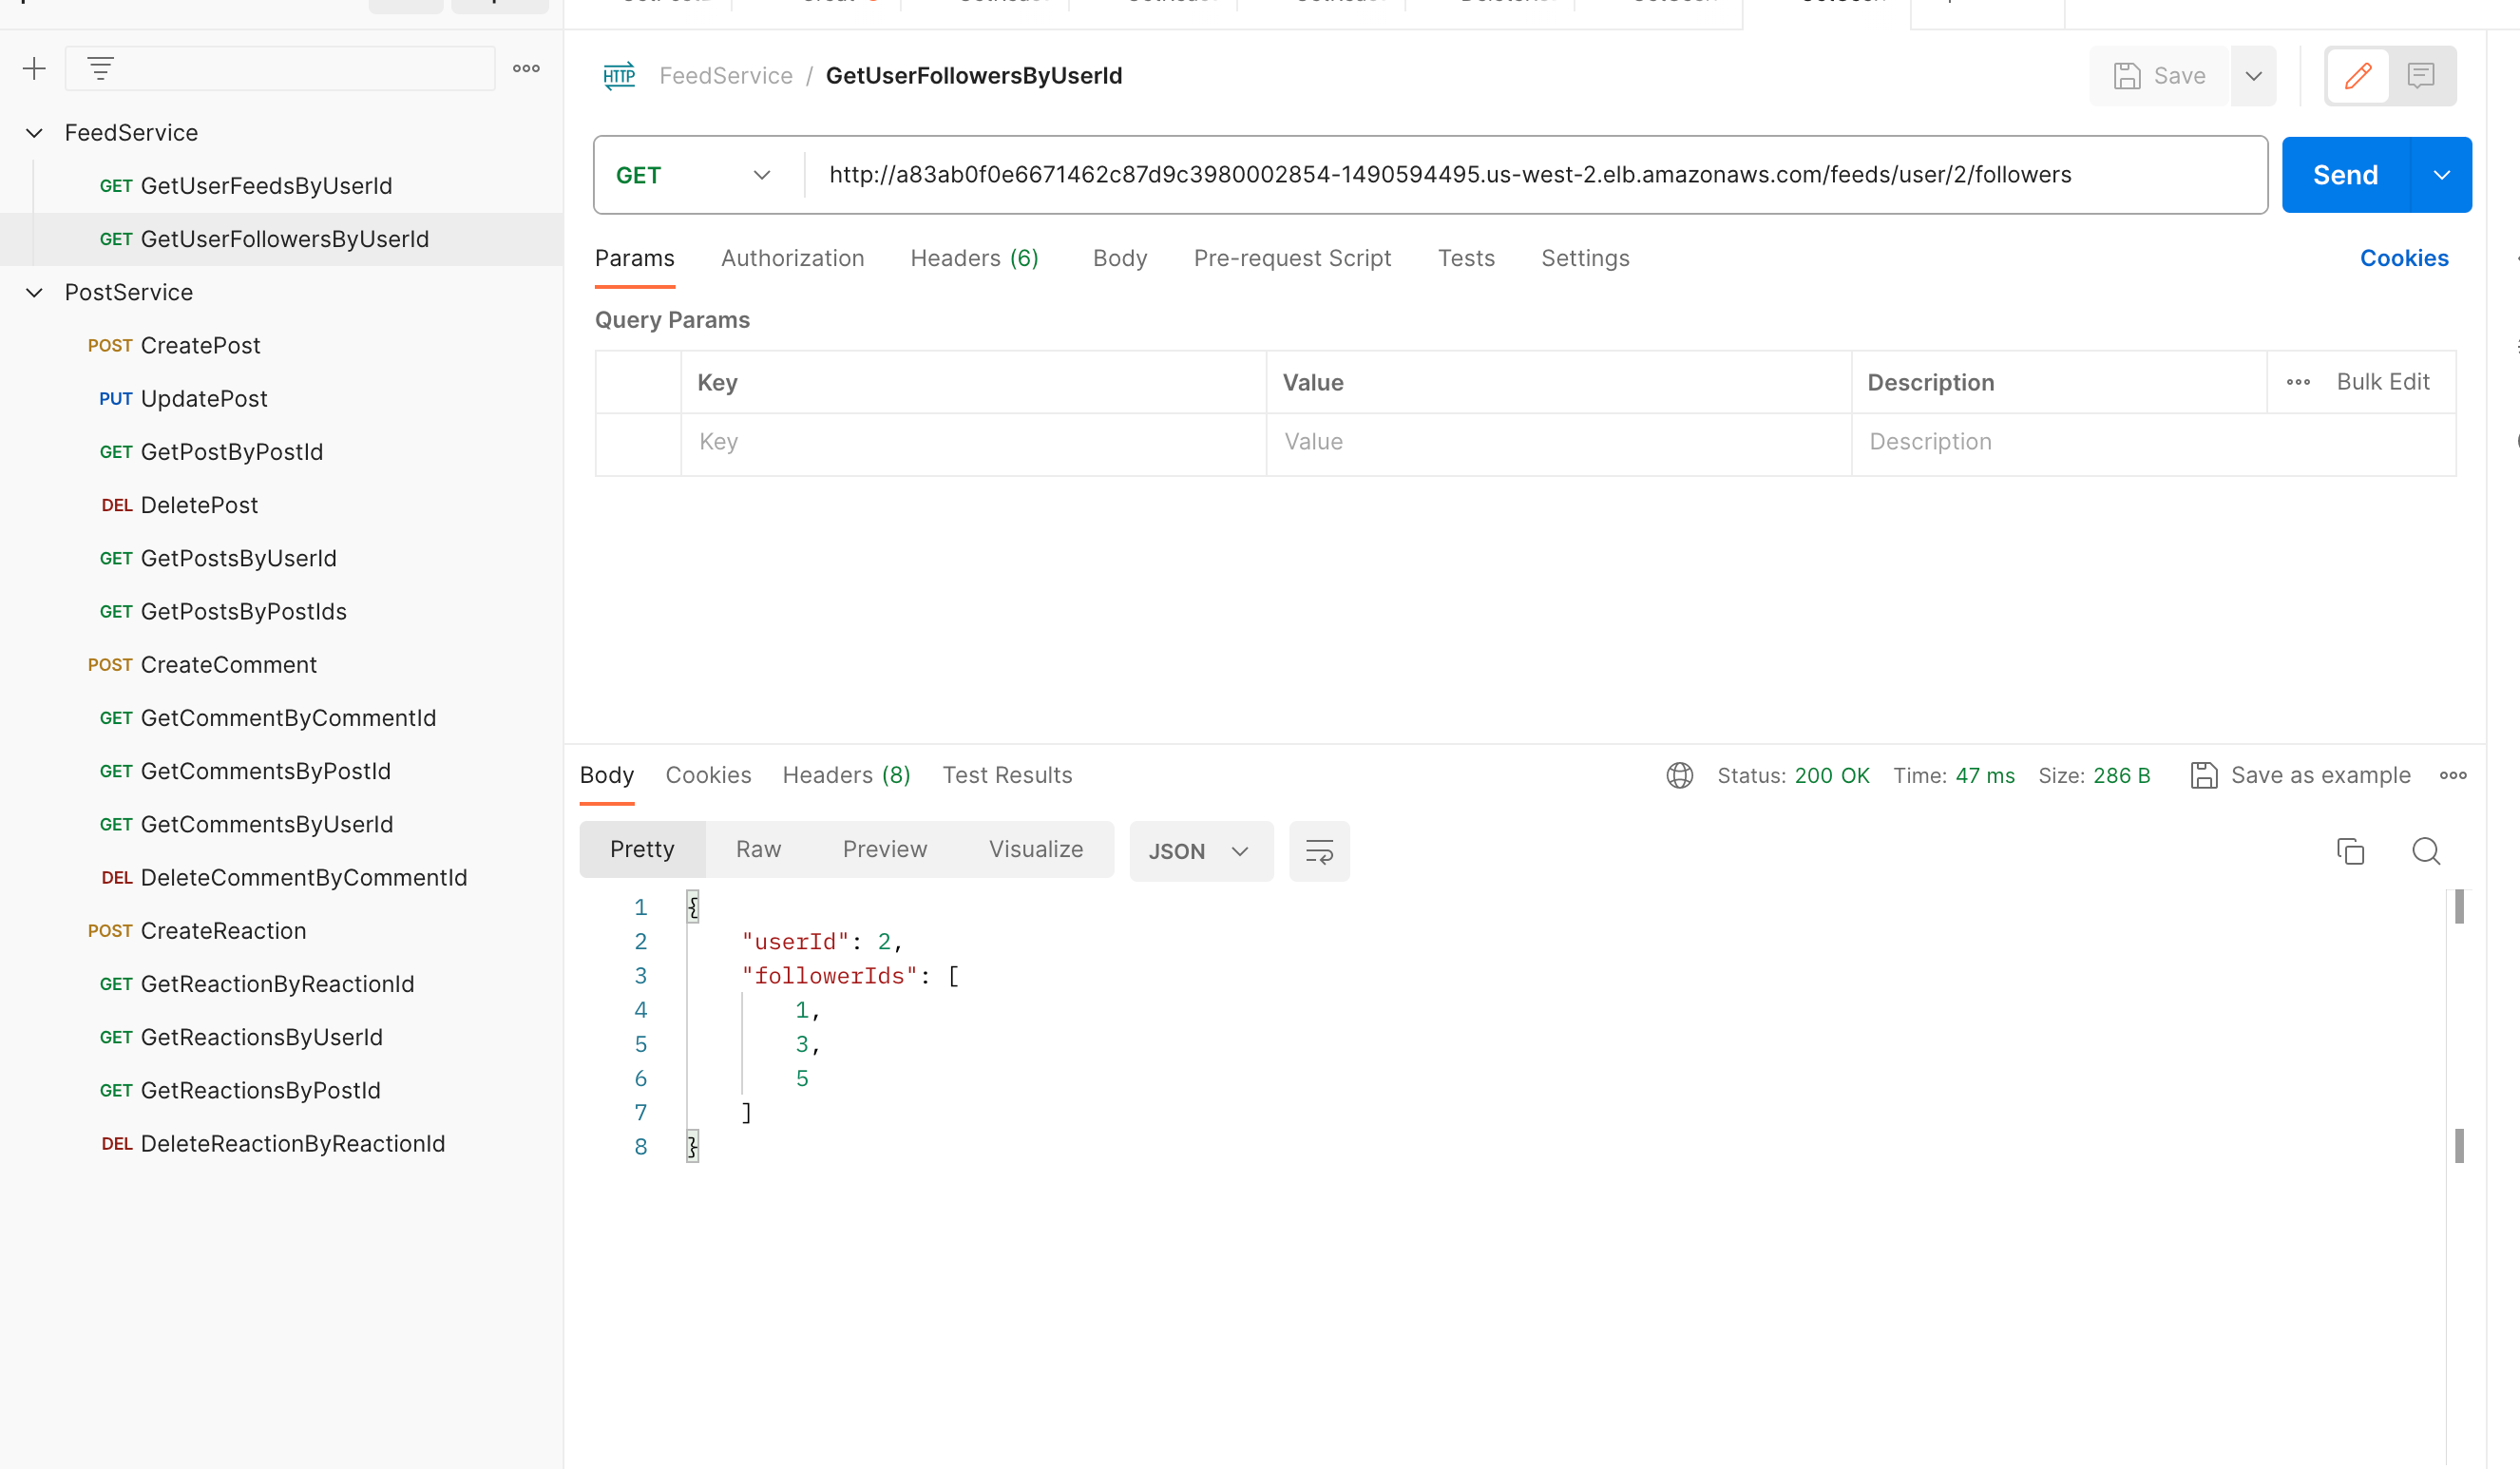 FeedService
GET GetUserFeedsByUserId
GET GetUserFollowersByUserId
PostService
POST CreatePost
PUT UpdatePost
GET GetPostByPostId
DEL DeletePost
GET GetPostsByUserId
GET GetPostsByPostIds
POST CreateComment
GET GetCommentByCommentId
GET GetCommentsByPostId
GET GetCommentsByUserId
DEL DeleteCommentByCommentId
POST CreateReaction
GET GetReactionByReactionId
GET GetReactionsByUserId
GET GetReactionsByPostId
DEL DeleteReactionByReactionId
HTTP FeedService / GetUserFollowersByUserId Save
GET http://a83ab0f0e6671462c87d9c3980002854-1490594495.us-west-2.elb.amazonaws.com/feeds/user/2/followers Send
Params Authorization Headers (6) Body Pre-request Script Tests Settings Cookies
Query Params
Key Value Description Bulk Edit
Key Value Description
Body Cookies Headers (8) Test Results Status: 200 OK Time: 47 ms Size: 286 B Save as example
Pretty Raw Preview Visualize JSON
1 {
2 "userId": 2,
3 "followerIds": [
4 1,
5 3,
6 5
7 ]
8 }